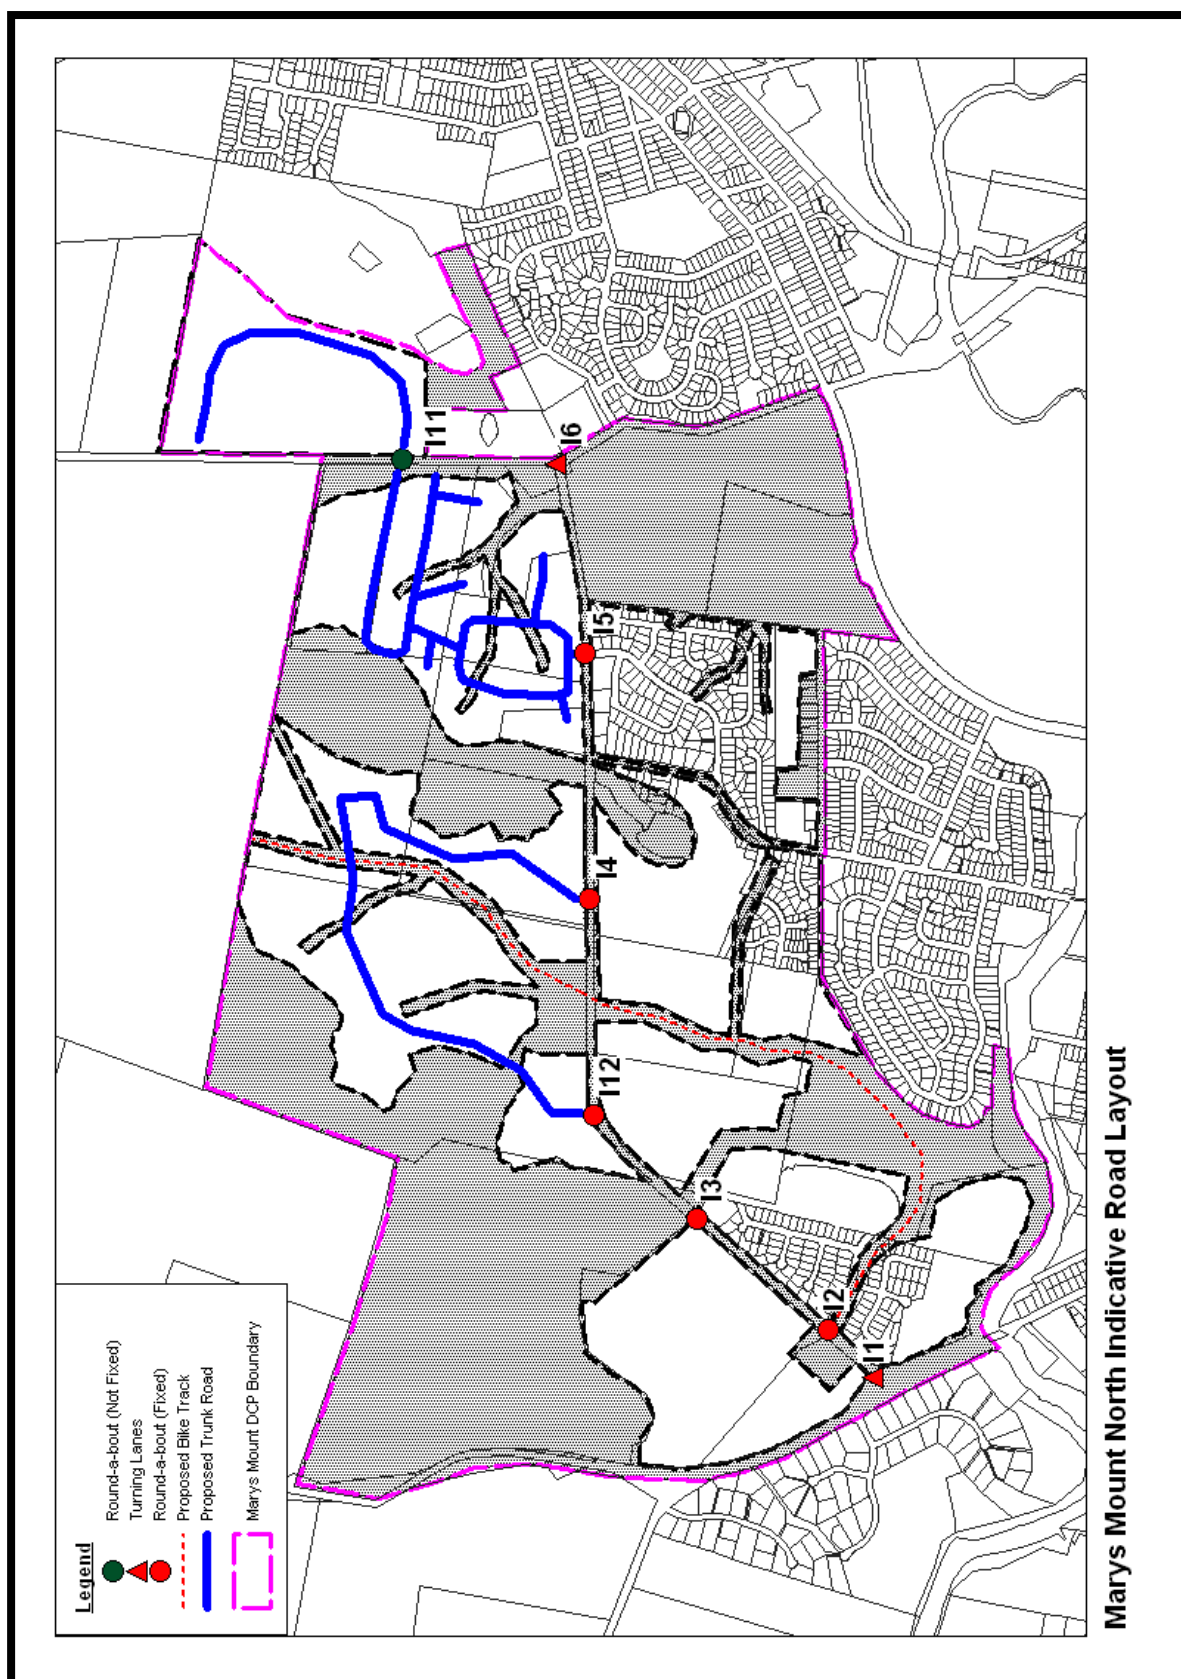 Legend
Round-a-bout (Not Fixed)
Turning Lanes
Round-a-bout (Fixed)
Proposed Bike Track
Proposed Trunk Road
Marys Mount DCP Boundary
I11
I6
I5
I4
I12
I3
I2
I1
Marys Mount North Indicative Road Layout